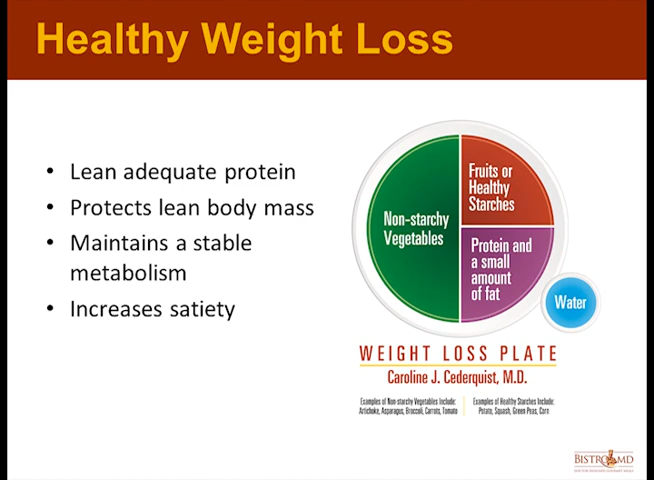 Healthy Weight Loss
• Lean adequate protein
• Protects lean body mass
• Maintains a stable
metabolism
• Increases satiety
Non-starchy
Vegetables
Fruits or
Healthy
Starches
Protein and
a small
amount
of fat
Water
WEIGHT LOSS PLATE
Caroline J. Cederquist, M.D.
Examples of Non-starchy Vegetables Include:
Artichoke, Asparagus, Broccoli, Carrots, Tomato
Examples of Healthy Starches Include:
Potato, Squash, Green Peas, Corn
BISTRO MD